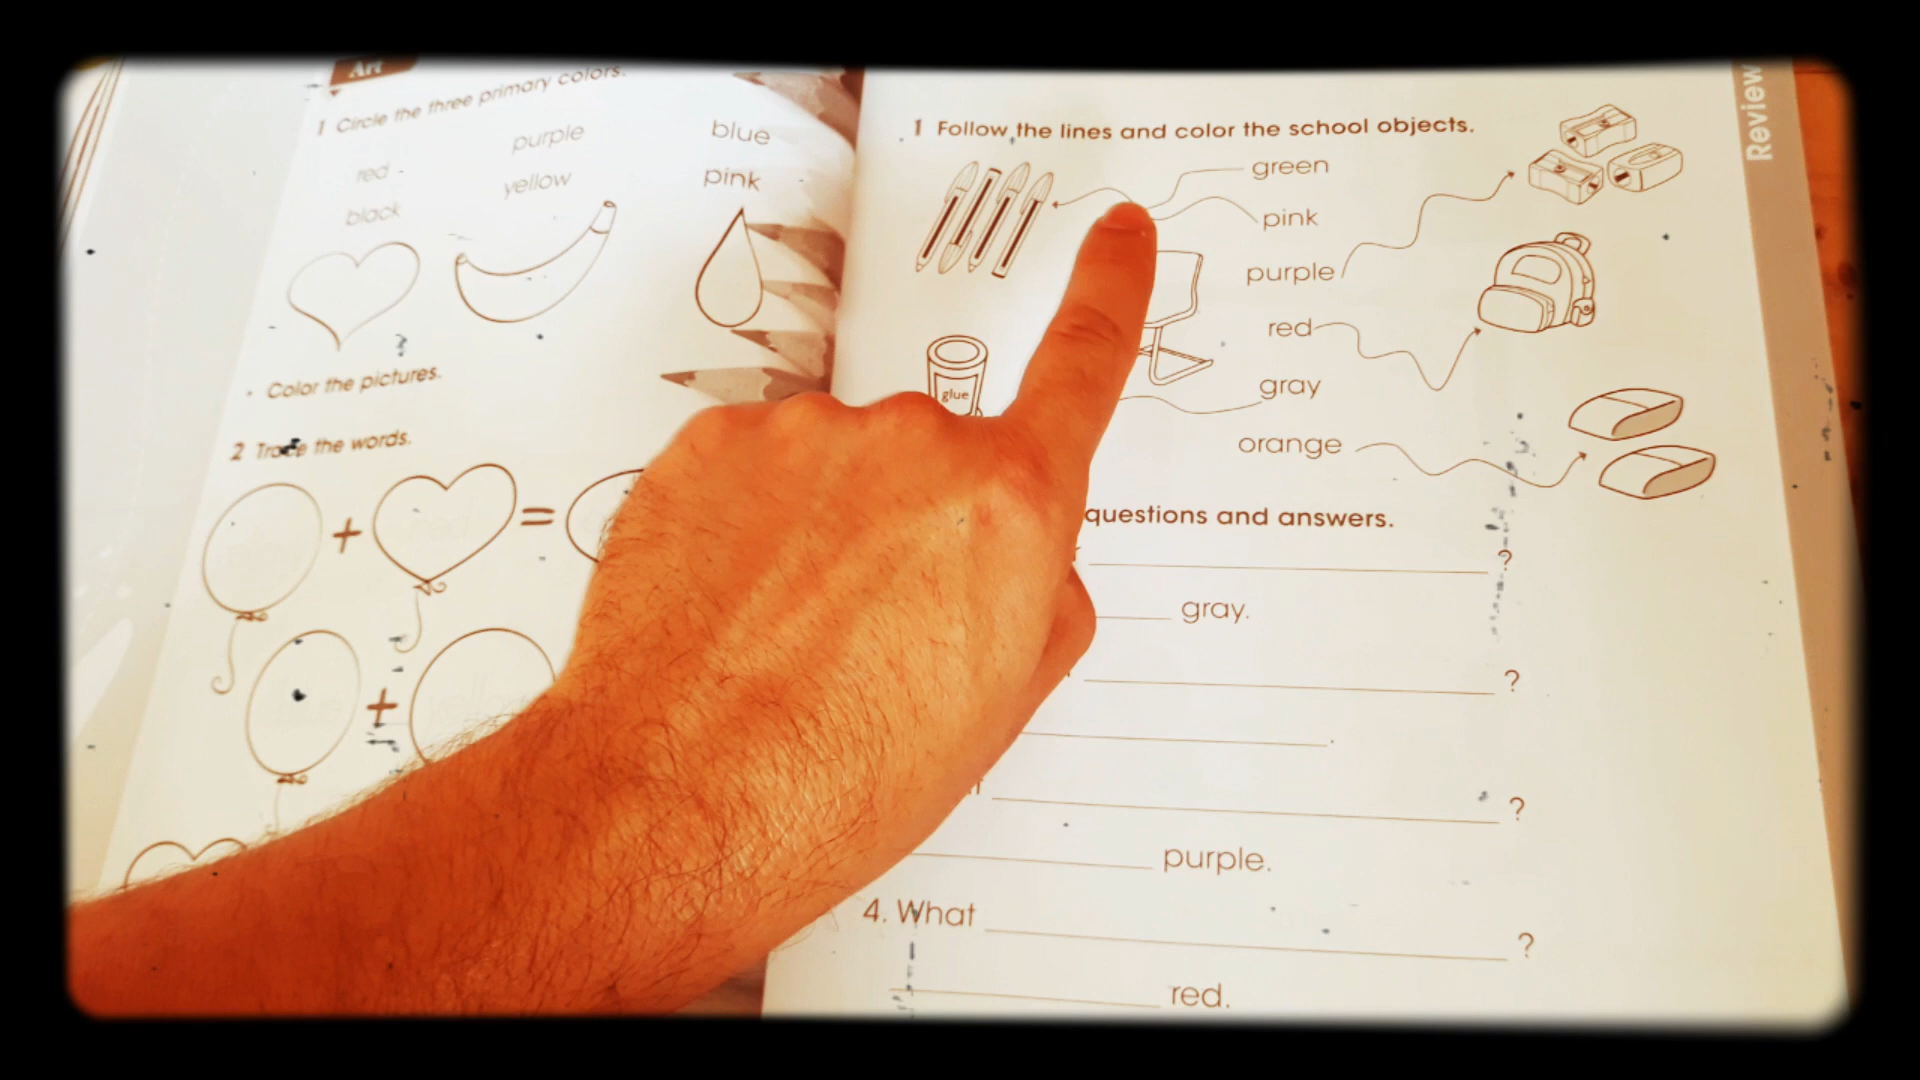 Art
1 Circle the three primary colors.
red purple blue
black yellow pink
Color the pictures.
2 Trace the words.
+ =
+
Review
1 Follow the lines and color the school objects.
green
pink
purple
red
gray
orange
glue
questions and answers.
?
gray.
?
.
?
purple.
4. What ?
red.